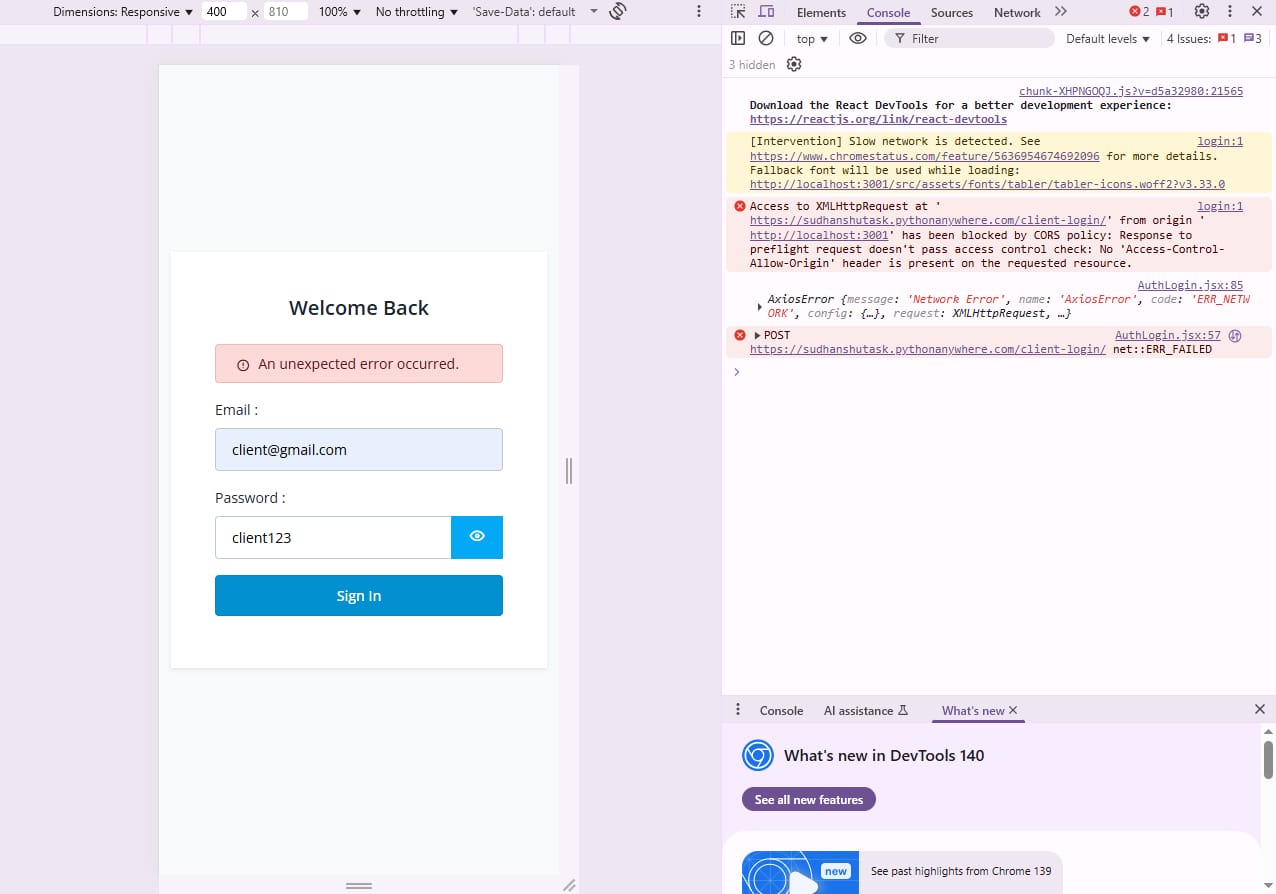 Dimensions: Responsive ▼ 400 × 810 100% ▼ No throttling ▼ 'Save-Data': default
Welcome Back
An unexpected error occurred.
Email :
client@gmail.com
Password :
client123
Sign In
Elements Console Sources Network 2 1
top ▼ Filter Default levels ▼ 4 Issues: 1 3
3 hidden
chunk-XHPNGOQJ.js?v=d5a32980:21565
Download the React DevTools for a better development experience:
https://reactjs.org/link/react-devtools
[Intervention] Slow network is detected. See login:1
https://www.chromestatus.com/feature/5636954674692096 for more details.
Fallback font will be used while loading:
http://localhost:3001/src/assets/fonts/tabler/tabler-icons.woff2?v3.33.0
Access to XMLHttpRequest at ' login:1
https://sudhanshutask.pythonanywhere.com/client-login/' from origin '
http://localhost:3001' has been blocked by CORS policy: Response to
preflight request doesn't pass access control check: No 'Access-Control-
Allow-Origin' header is present on the requested resource.
AuthLogin.jsx:85
AxiosError {message: 'Network Error', name: 'AxiosError', code: 'ERR_NETW
ORK', config: {…}, request: XMLHttpRequest, …}
POST AuthLogin.jsx:57
https://sudhanshutask.pythonanywhere.com/client-login/ net::ERR_FAILED
Console AI assistance What's new
What's new in DevTools 140
See all new features
new See past highlights from Chrome 139